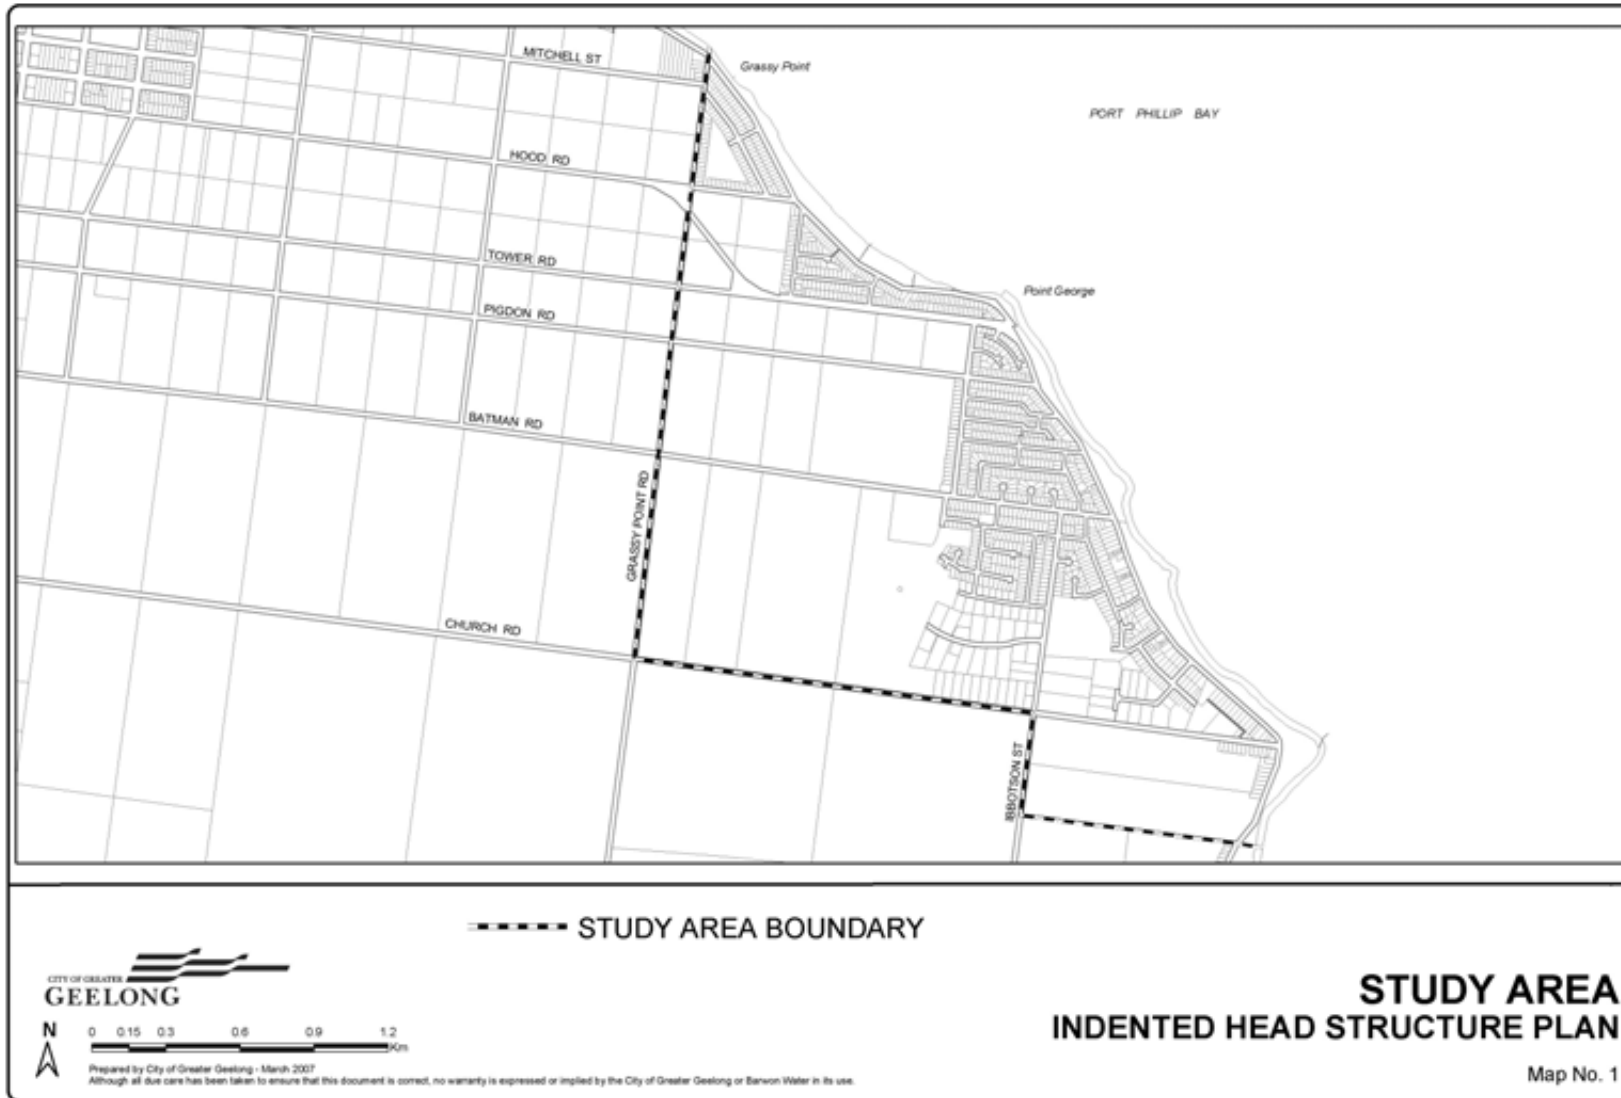 MITCHELL ST
Grassy Point
PORT PHILLIP BAY
HOOD RD
TOWER RD
Point George
PIGDON RD
BATMAN RD
GRASSY POINT RD
CHURCH RD
IBBOTSON ST
STUDY AREA BOUNDARY
CITY OF GREATER
GEELONG
STUDY AREA
INDENTED HEAD STRUCTURE PLAN
N
0 0.15 0.3 0.6 0.9 1.2
Km
Prepared by City of Greater Geelong - March 2007
Although all due care has been taken to ensure that this document is correct, no warranty is expressed or implied by the City of Greater Geelong or Barwon Water in its use.
Map No. 1